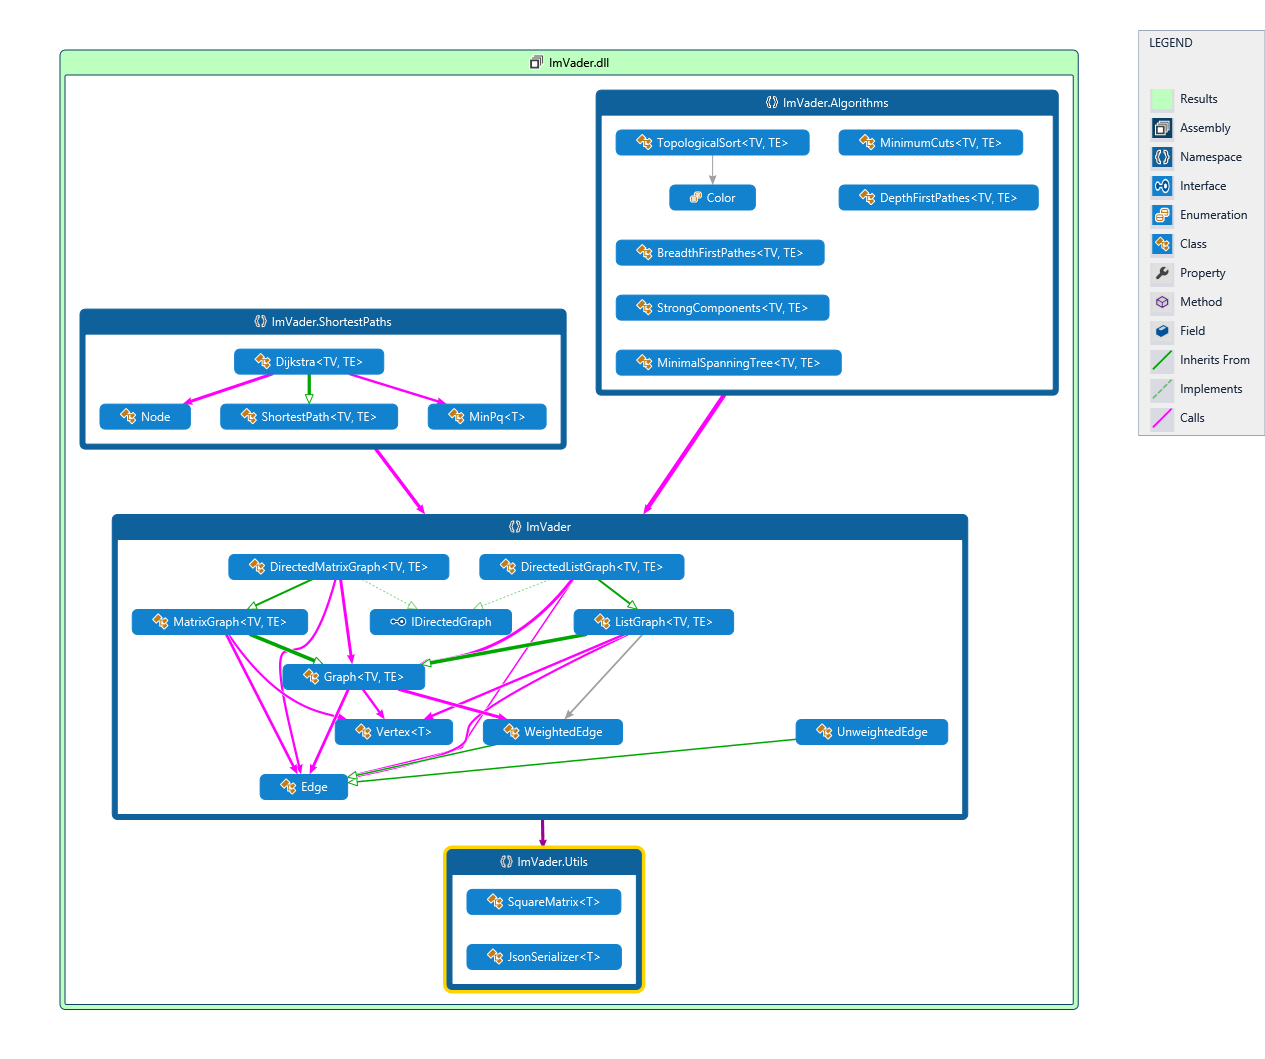 ImVader.dll
ImVader.Algorithms
TopologicalSort<TV, TE>
MinimumCuts<TV, TE>
Color
DepthFirstPathes<TV, TE>
BreadthFirstPathes<TV, TE>
StrongComponents<TV, TE>
MinimalSpanningTree<TV, TE>
ImVader.ShortestPaths
Dijkstra<TV, TE>
Node
ShortestPath<TV, TE>
MinPq<T>
ImVader
DirectedMatrixGraph<TV, TE>
DirectedListGraph<TV, TE>
MatrixGraph<TV, TE>
IDirectedGraph
ListGraph<TV, TE>
Graph<TV, TE>
Vertex<T>
WeightedEdge
UnweightedEdge
Edge
ImVader.Utils
SquareMatrix<T>
JsonSerializer<T>
LEGEND
Results
Assembly
Namespace
Interface
Enumeration
Class
Property
Method
Field
Inherits From
Implements
Calls